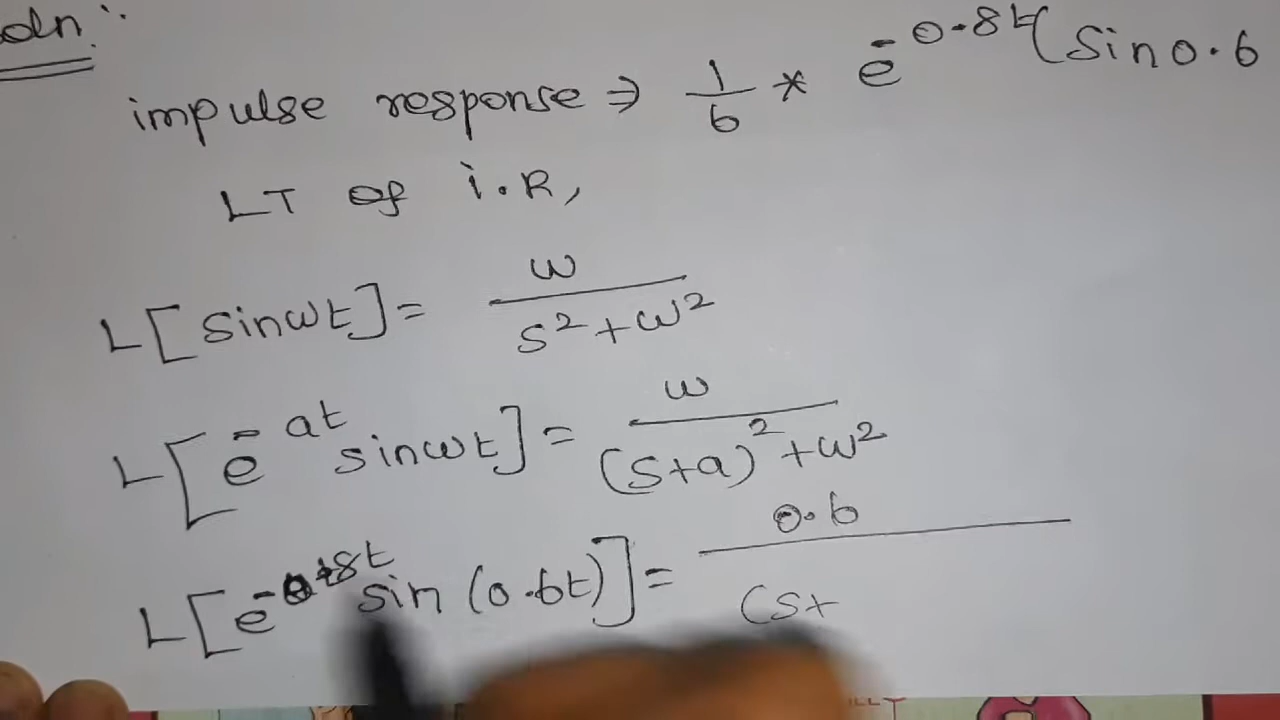 oln:
impulse response ⇒ 1/6 * e^-0.8t (sin 0.6
LT of i.R,
L[sinωt] = ω/(s²+ω²)
L[e^-at sinωt] = ω/((s+a)²+ω²)
L[e^-0.8t sin(0.6t)] = 0.6/(s+